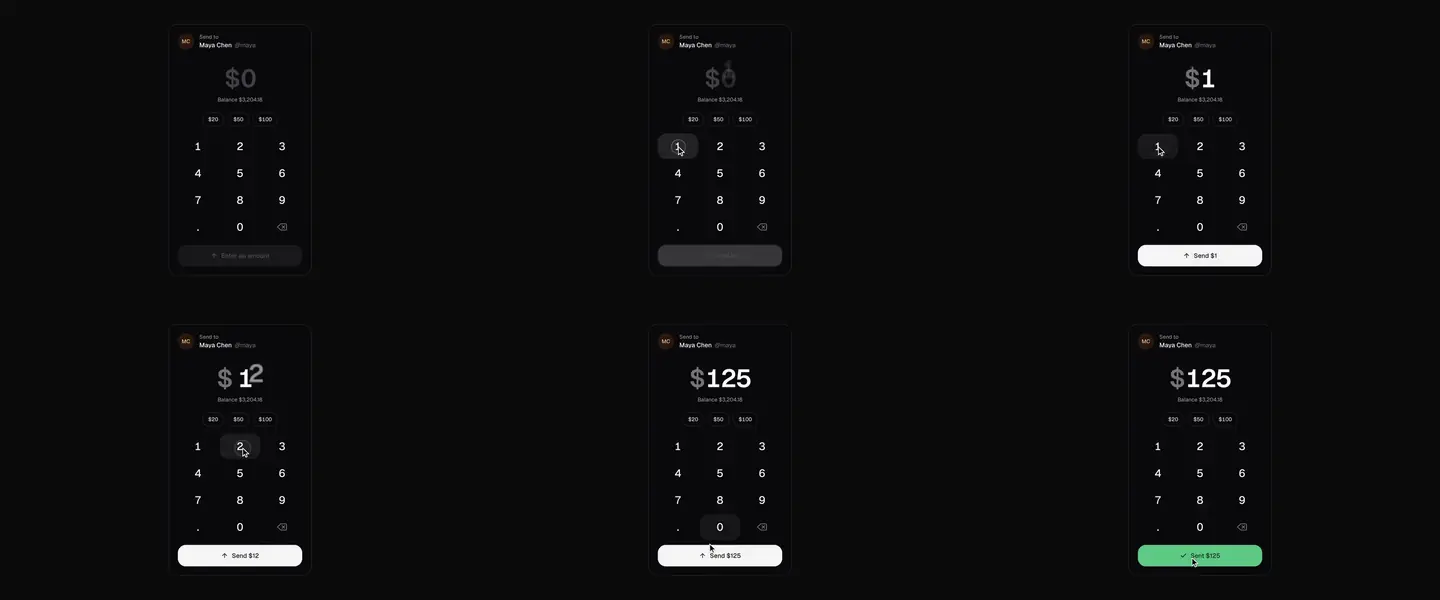 MC Send to
Maya Chen @maya
$0
Balance $3,204.18
$20 $50 $100
1 2 3
4 5 6
7 8 9
. 0
Enter an amount
MC Send to
Maya Chen @maya
$
Balance $3,204.18
$20 $50 $100
1 2 3
4 5 6
7 8 9
. 0
MC Send to
Maya Chen @maya
$1
Balance $3,204.18
$20 $50 $100
1 2 3
4 5 6
7 8 9
. 0
Send $1
MC Send to
Maya Chen @maya
$12
Balance $3,204.18
$20 $50 $100
1 2 3
4 5 6
7 8 9
. 0
Send $12
MC Send to
Maya Chen @maya
$125
Balance $3,204.18
$20 $50 $100
1 2 3
4 5 6
7 8 9
. 0
Send $125
MC Send to
Maya Chen @maya
$125
Balance $3,204.18
$20 $50 $100
1 2 3
4 5 6
7 8 9
. 0
Sent $125